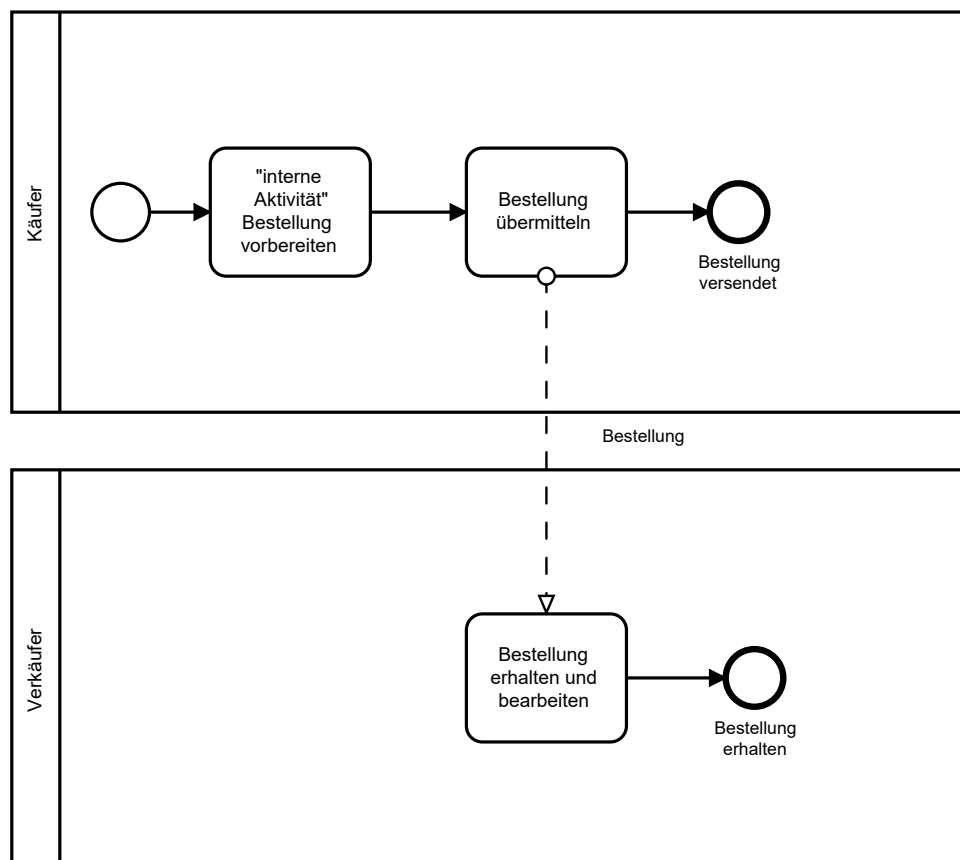 Käufer
"interne
Aktivität"
Bestellung
vorbereiten
Bestellung
übermitteln
Bestellung
versendet
Bestellung
Verkäufer
Bestellung
erhalten und
bearbeiten
Bestellung
erhalten